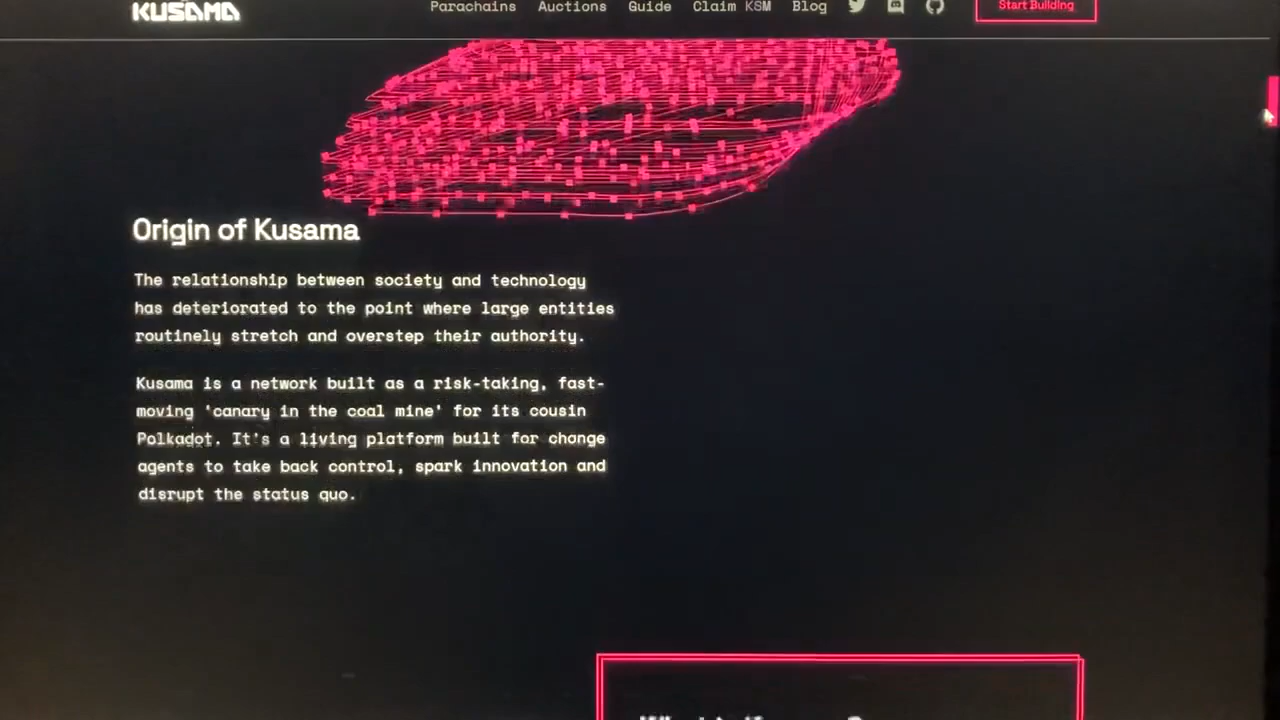 KUSAMA
Parachains Auctions Guide Claim KSM Blog
Start Building
Origin of Kusama
The relationship between society and technology
has deteriorated to the point where large entities
routinely stretch and overstep their authority.
Kusama is a network built as a risk-taking, fast-
moving 'canary in the coal mine' for its cousin
Polkadot. It's a living platform built for change
agents to take back control, spark innovation and
disrupt the status quo.